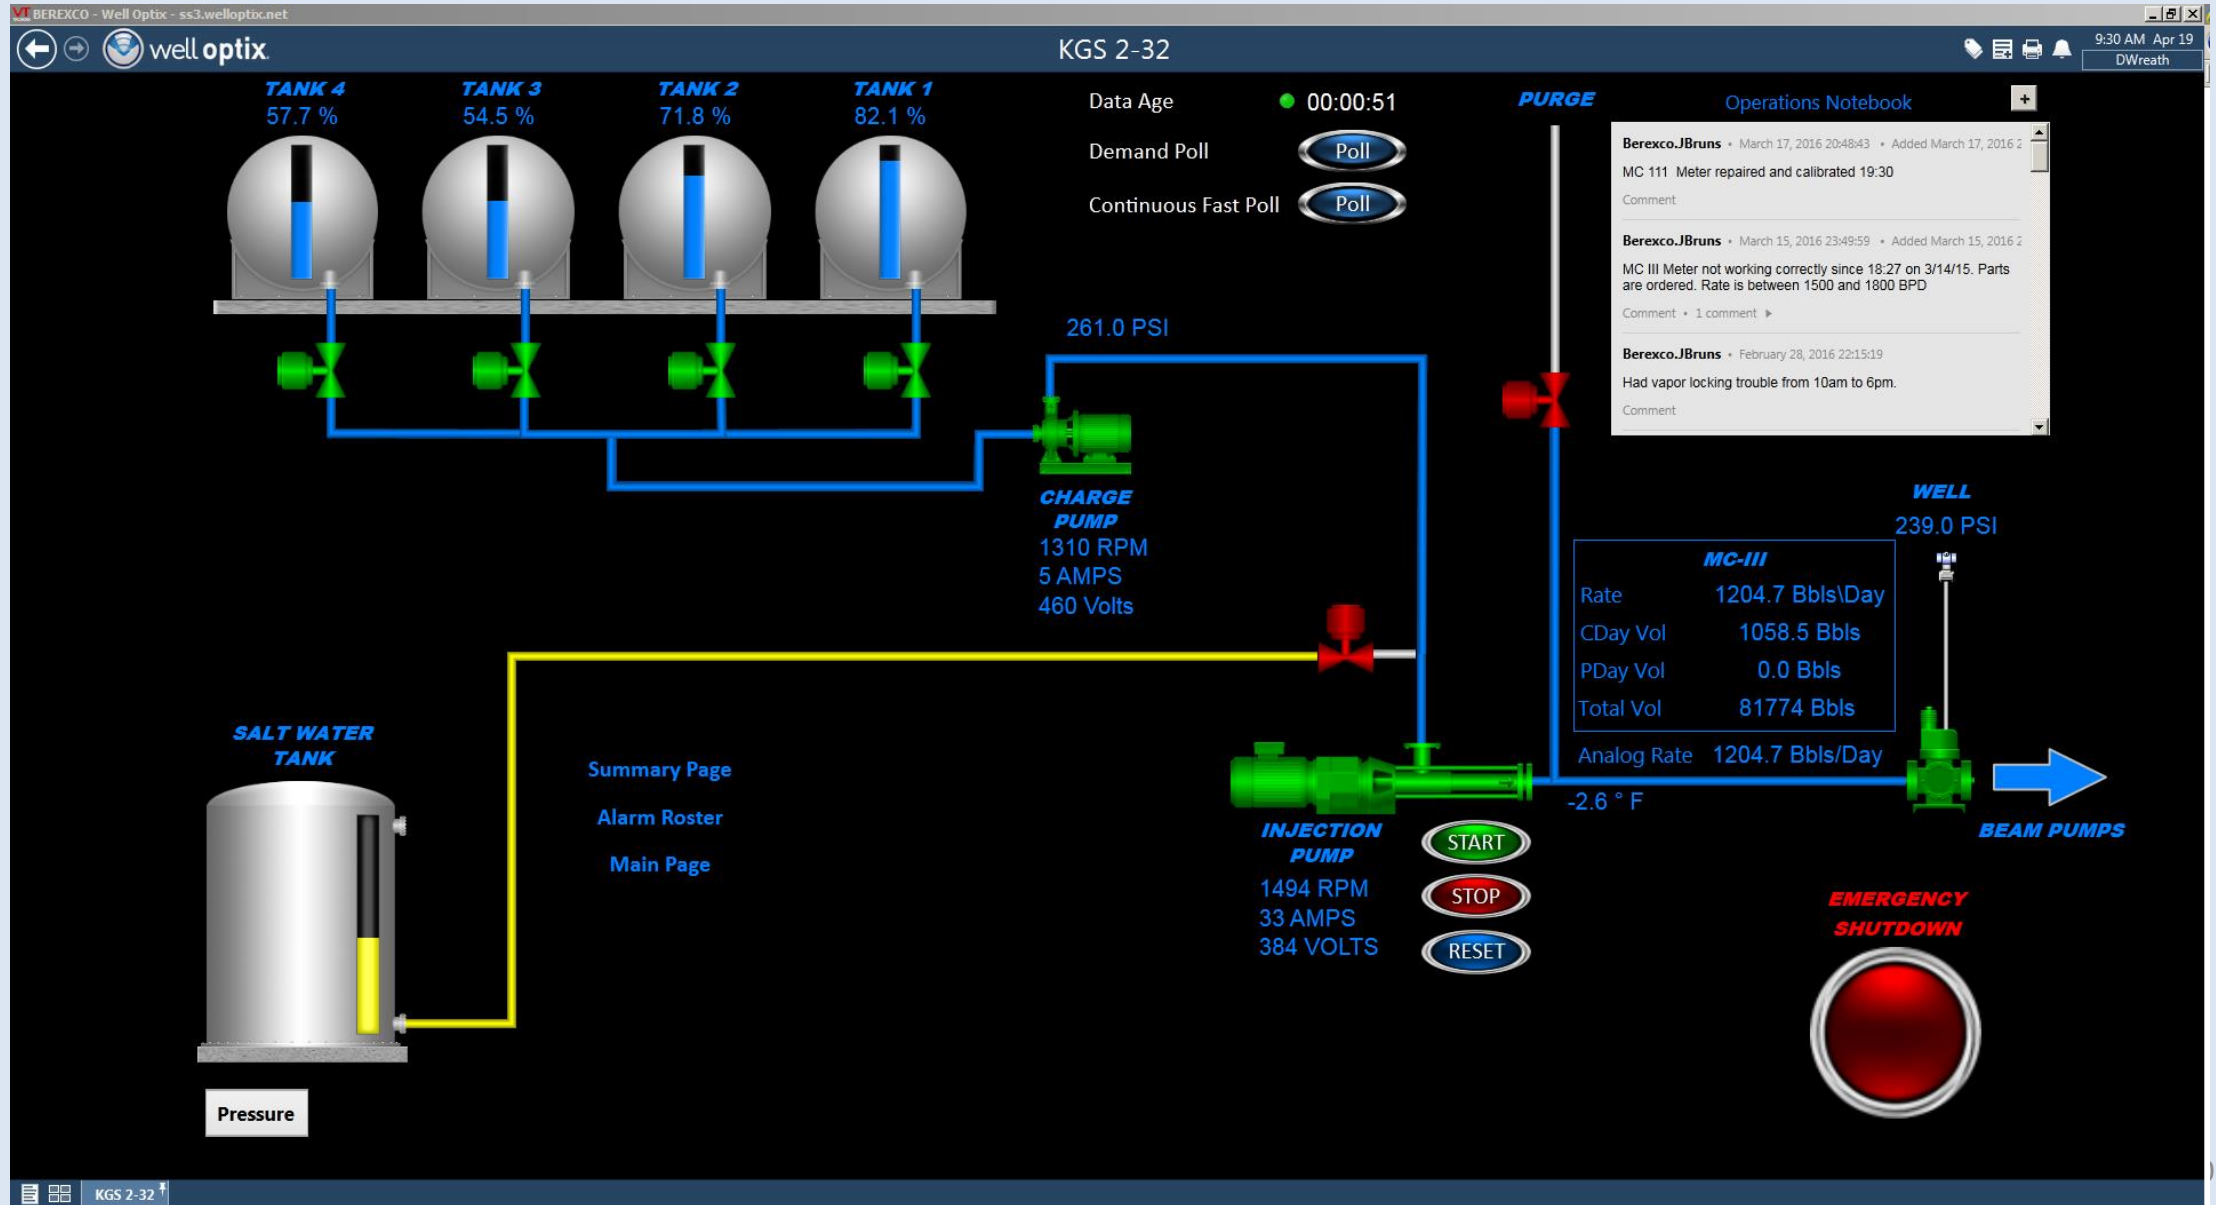 BEREXCO - Well Optix - ss3.welloptix.net
well optix.
KGS 2-32
9:30 AM Apr 19
DWreath
TANK 4
57.7 %
TANK 3
54.5 %
TANK 2
71.8 %
TANK 1
82.1 %
Data Age
00:00:51
Demand Poll
Poll
Continuous Fast Poll
Poll
PURGE
Operations Notebook
+
Berexco.JBruns • March 17, 2016 20:48:43 • Added March 17, 2016 2
MC 111 Meter repaired and calibrated 19:30
Comment
Berexco.JBruns • March 15, 2016 23:49:59 • Added March 15, 2016 2
MC III Meter not working correctly since 18:27 on 3/14/15. Parts
are ordered. Rate is between 1500 and 1800 BPD
Comment • 1 comment
Berexco.JBruns • February 28, 2016 22:15:19
Had vapor locking trouble from 10am to 6pm.
Comment
261.0 PSI
CHARGE
PUMP
1310 RPM
5 AMPS
460 Volts
WELL
239.0 PSI
MC-III
Rate 1204.7 Bbls\Day
CDay Vol 1058.5 Bbls
PDay Vol 0.0 Bbls
Total Vol 81774 Bbls
Analog Rate 1204.7 Bbls/Day
-2.6 ° F
BEAM PUMPS
SALT WATER
TANK
Summary Page
Alarm Roster
Main Page
INJECTION
PUMP
1494 RPM
33 AMPS
384 VOLTS
START
STOP
RESET
EMERGENCY
SHUTDOWN
Pressure
KGS 2-32